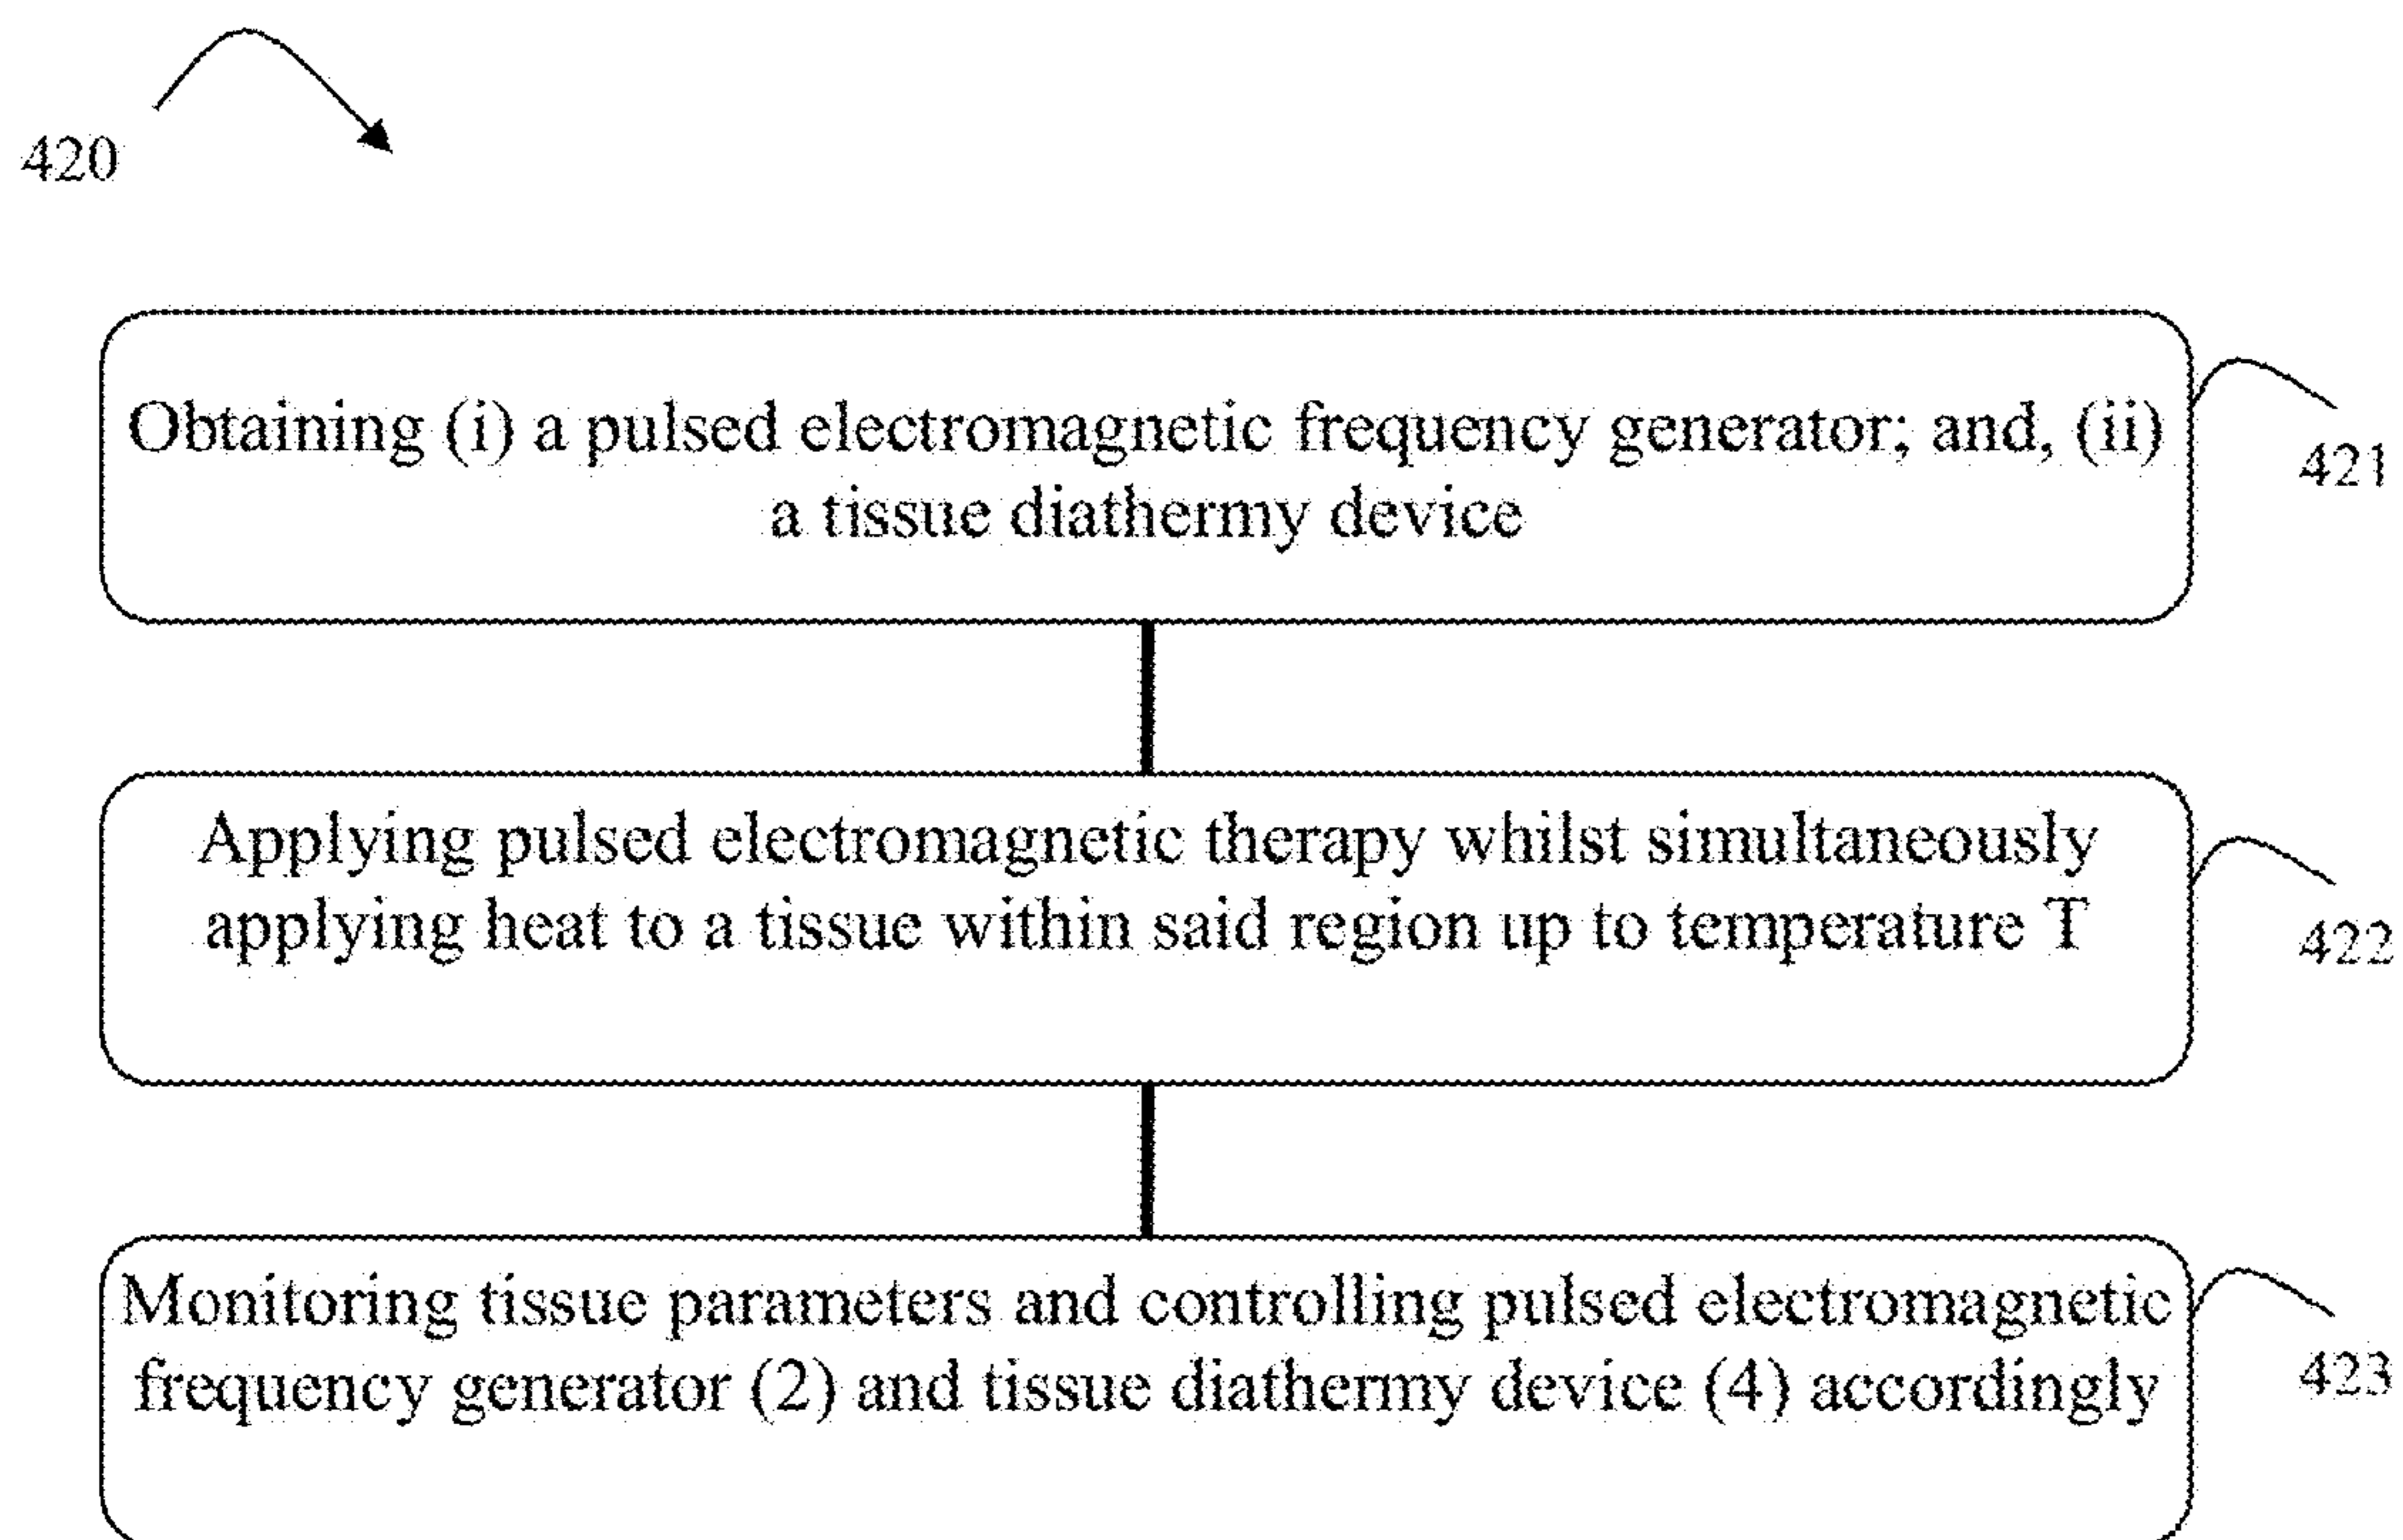 420
Obtaining (i) a pulsed electromagnetic frequency generator; and, (ii)
a tissue diathermy device
421
Applying pulsed electromagnetic therapy whilst simultaneously
applying heat to a tissue within said region up to temperature T
422
Monitoring tissue parameters and controlling pulsed electromagnetic
frequency generator (2) and tissue diathermy device (4) accordingly
423